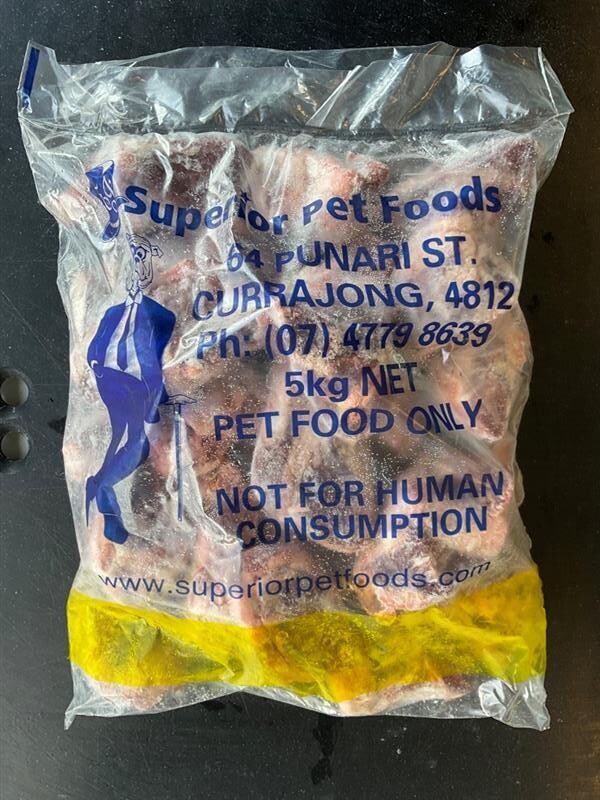 Superior Pet Foods
64 PUNARI ST.
CURRAJONG, 4812
Ph: (07) 4779 8639
5kg NET
PET FOOD ONLY
NOT FOR HUMAN
CONSUMPTION
www.superiorpetfoods.com